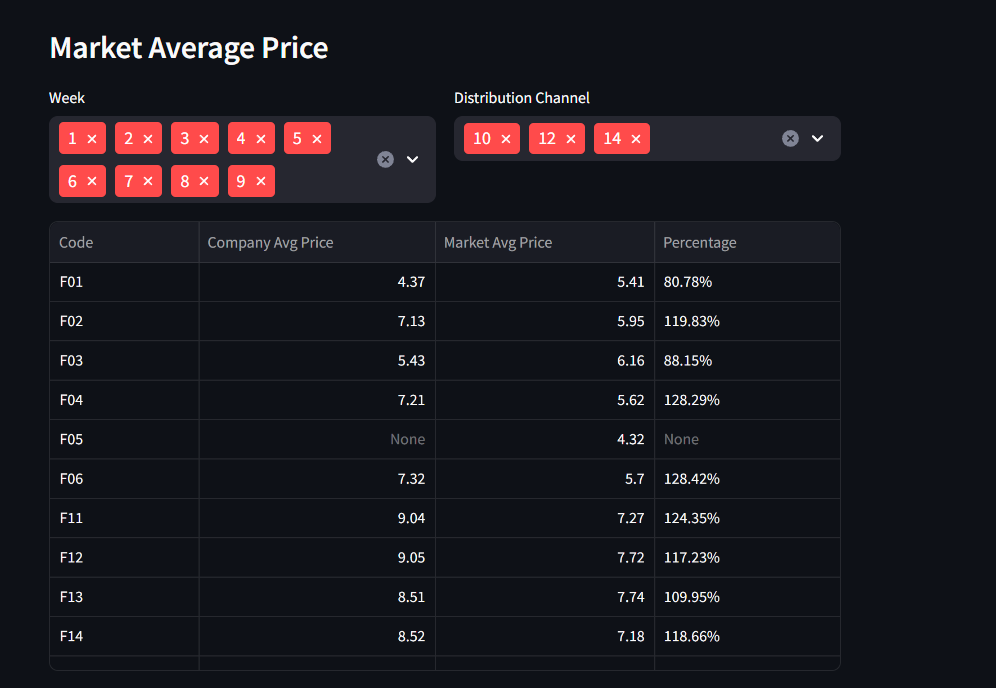 Market Average Price
Week Distribution Channel
1 × 2 × 3 × 4 × 5 × 10 × 12 × 14 ×
6 × 7 × 8 × 9 ×
Code Company Avg Price Market Avg Price Percentage
F01 4.37 5.41 80.78%
F02 7.13 5.95 119.83%
F03 5.43 6.16 88.15%
F04 7.21 5.62 128.29%
F05 None 4.32 None
F06 7.32 5.7 128.42%
F11 9.04 7.27 124.35%
F12 9.05 7.72 117.23%
F13 8.51 7.74 109.95%
F14 8.52 7.18 118.66%